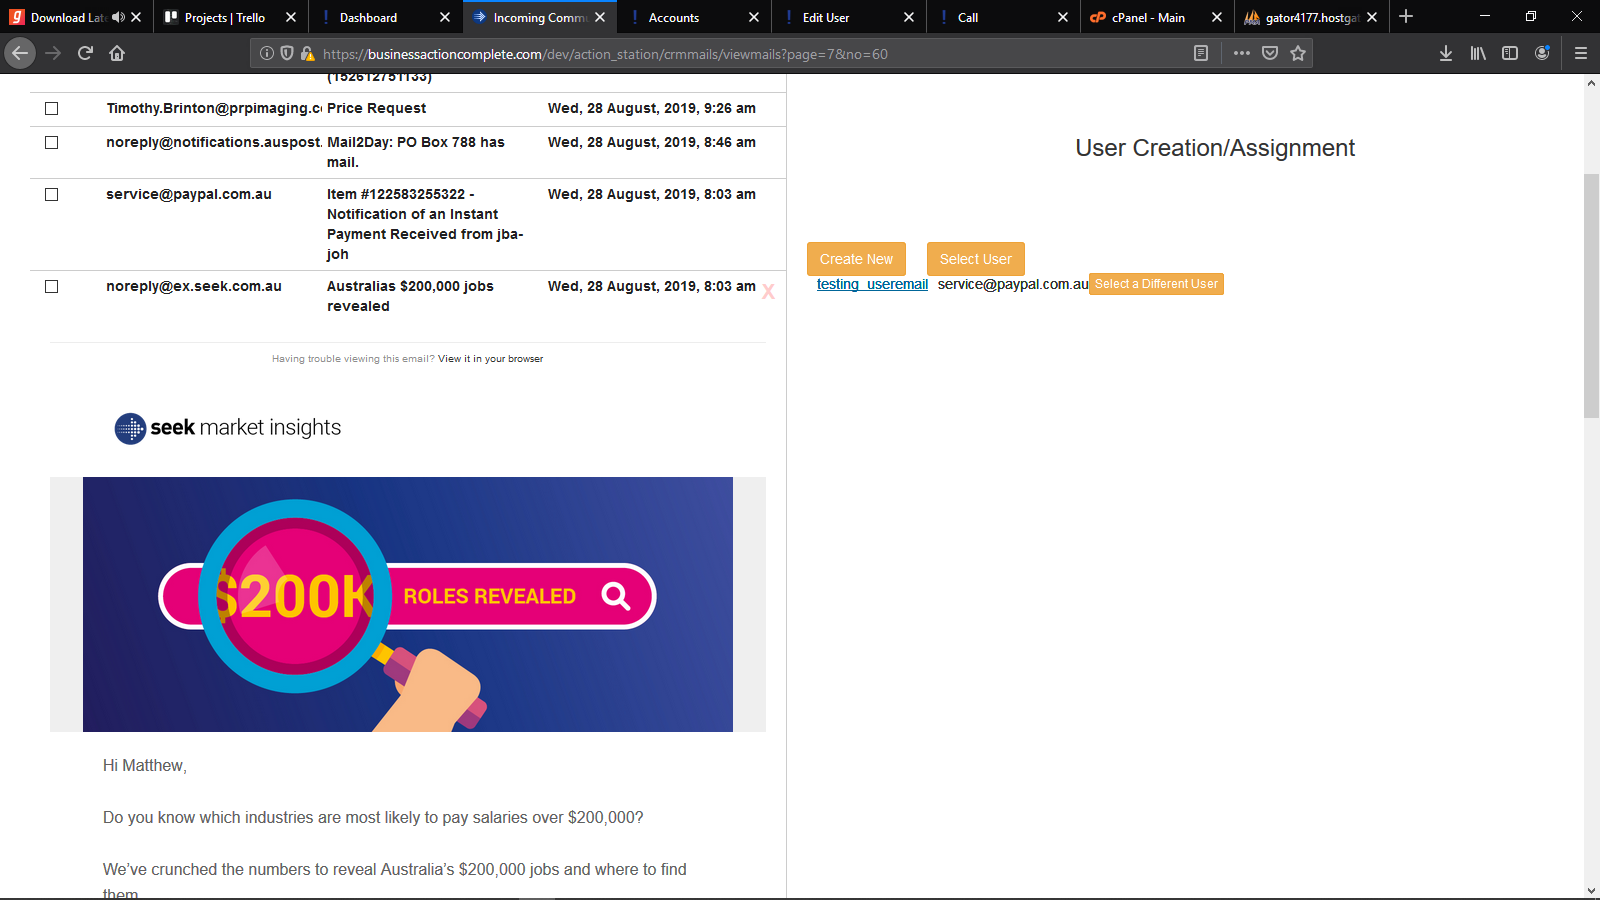 Download Late
Projects | Trello
Dashboard
Incoming Commu
Accounts
Edit User
Call
cPanel - Main
gator4177.hostgat
https://businessactioncomplete.com/dev/action_station/crmmails/viewmails?page=7&no=60
(152612751133)
Timothy.Brinton@prpimaging.co Price Request Wed, 28 August, 2019, 9:26 am
noreply@notifications.auspost. Mail2Day: PO Box 788 has Wed, 28 August, 2019, 8:46 am
mail.
service@paypal.com.au Item #122583255322 - Wed, 28 August, 2019, 8:03 am
Notification of an Instant
Payment Received from jba-
joh
noreply@ex.seek.com.au Australias $200,000 jobs Wed, 28 August, 2019, 8:03 am X
revealed
Having trouble viewing this email? View it in your browser
seek market insights
$200K ROLES REVEALED
Hi Matthew,
Do you know which industries are most likely to pay salaries over $200,000?
We've crunched the numbers to reveal Australia's $200,000 jobs and where to find
them
User Creation/Assignment
Create New Select User
testing_useremail service@paypal.com.au Select a Different User